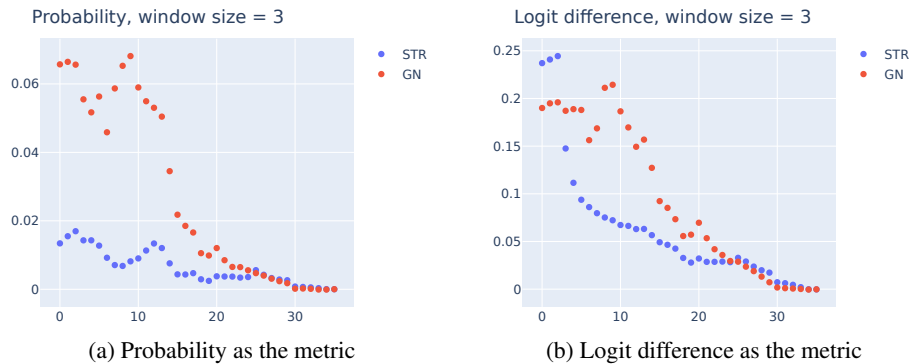 Probability, window size = 3
STR
GN
0.06
0.04
0.02
0
0
10
20
30
(a) Probability as the metric
Logit difference, window size = 3
STR
GN
0.25
0.2
0.15
0.1
0.05
0
0
10
20
30
(b) Logit difference as the metric